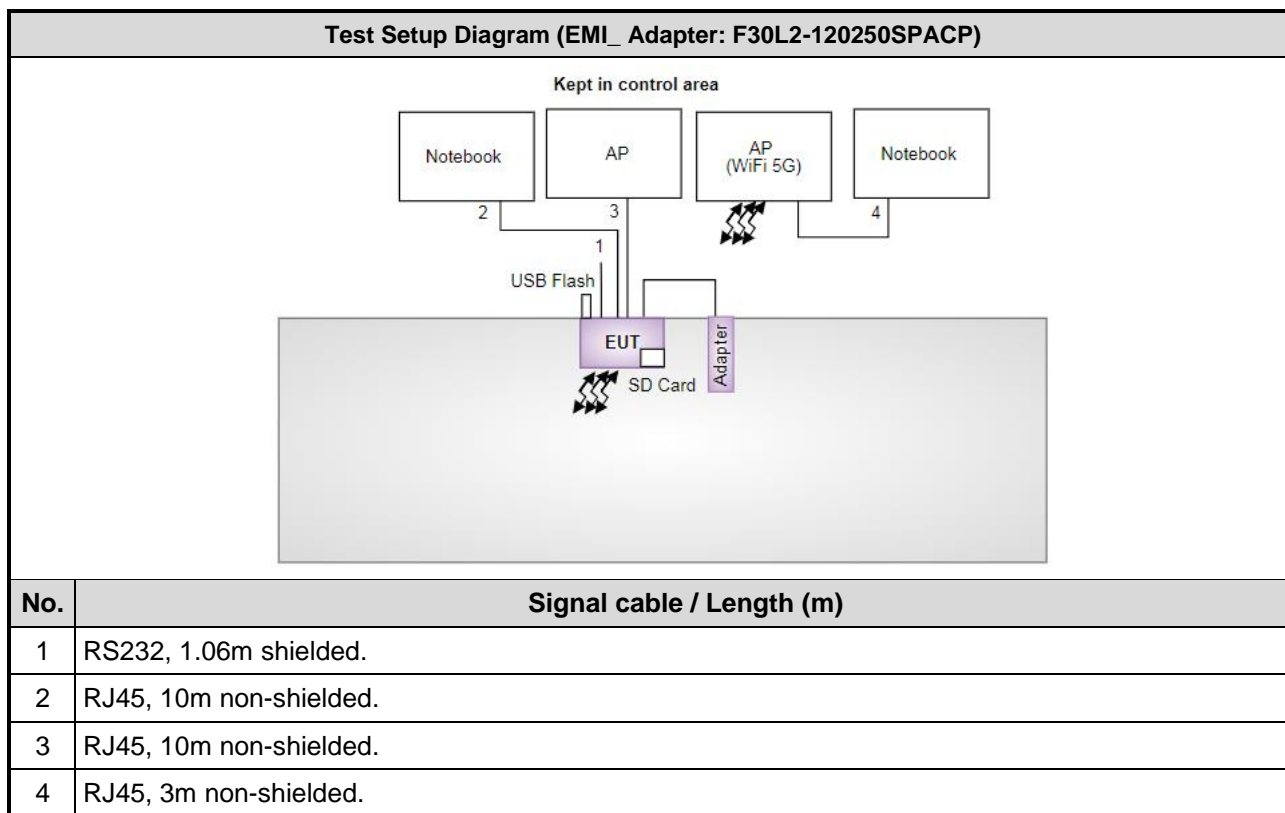 Test Setup Diagram (EMI_ Adapter: F30L2-120250SPACP)
Kept in control area
Notebook
AP
AP
(WiFi 5G)
Notebook
2
3
4
1
USB Flash
EUT
Adapter
SD Card
No. Signal cable / Length (m)
1 RS232, 1.06m shielded.
2 RJ45, 10m non-shielded.
3 RJ45, 10m non-shielded.
4 RJ45, 3m non-shielded.